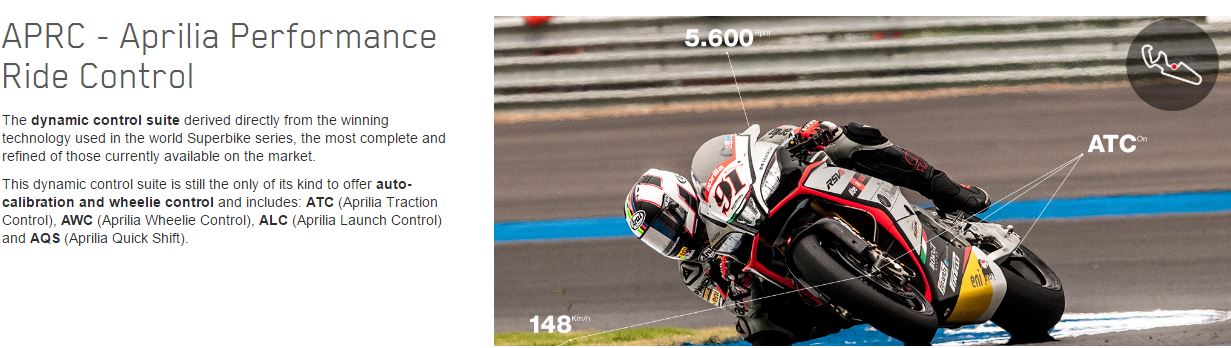 APRC - Aprilia Performance
Ride Control
The dynamic control suite derived directly from the winning
technology used in the world Superbike series, the most complete and
refined of those currently available on the market.
This dynamic control suite is still the only of its kind to offer auto-
calibration and wheelie control and includes: ATC (Aprilia Traction
Control), AWC (Aprilia Wheelie Control), ALC (Aprilia Launch Control)
and AQS (Aprilia Quick Shift).
5.600 Rpm
ATC On
148 Km/h
91
RSV4
eni